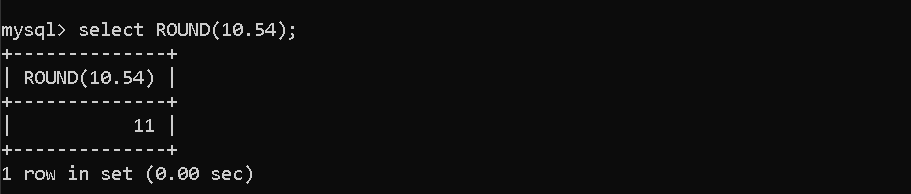 mysql> select ROUND(10.54);
+--------------+
| ROUND(10.54) |
+--------------+
|           11 |
+--------------+
1 row in set (0.00 sec)